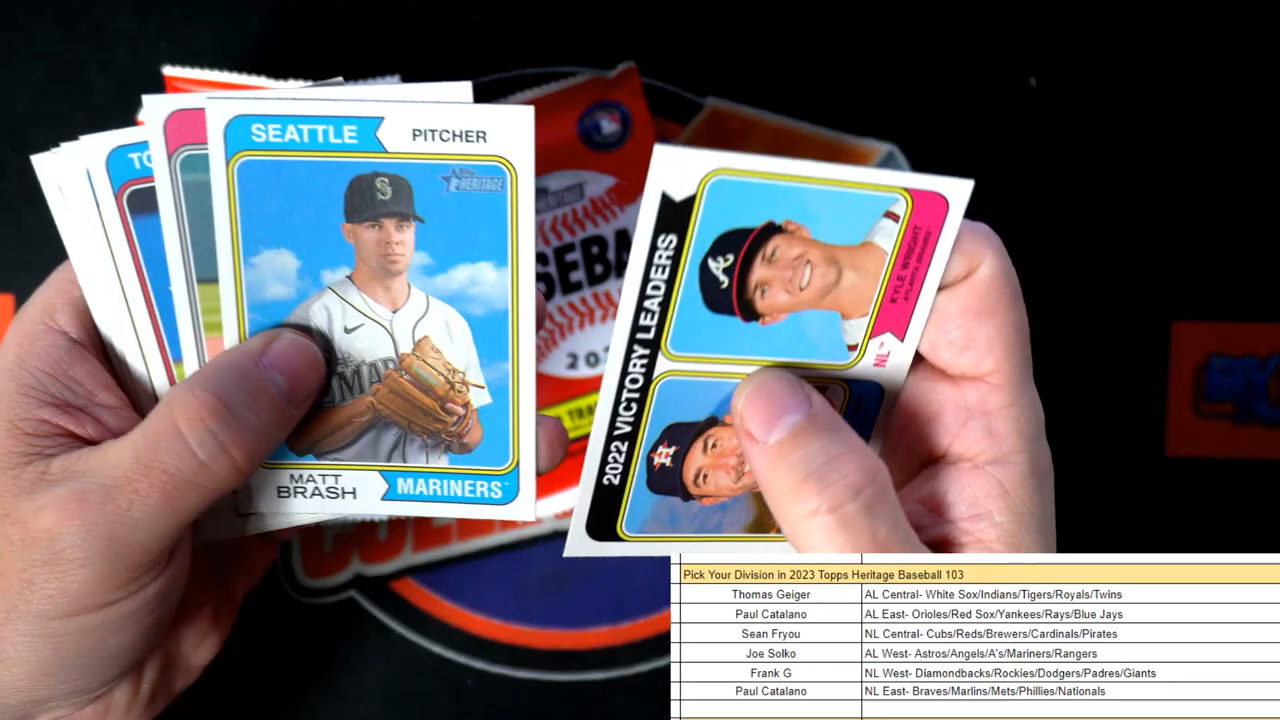 SEATTLE
PITCHER
Topps HERITAGE
MATT
BRASH
MARINERS
2022 VICTORY LEADERS
KYLE WRIGHT
ATLANTA BRAVES
NL
Pick Your Division in 2023 Topps Heritage Baseball 103
Thomas Geiger AL Central- White Sox/Indians/Tigers/Royals/Twins
Paul Catalano AL East- Orioles/Red Sox/Yankees/Rays/Blue Jays
Sean Fryou NL Central- Cubs/Reds/Brewers/Cardinals/Pirates
Joe Solko AL West- Astros/Angels/A's/Mariners/Rangers
Frank G NL West- Diamondbacks/Rockies/Dodgers/Padres/Giants
Paul Catalano NL East- Braves/Marlins/Mets/Phillies/Nationals